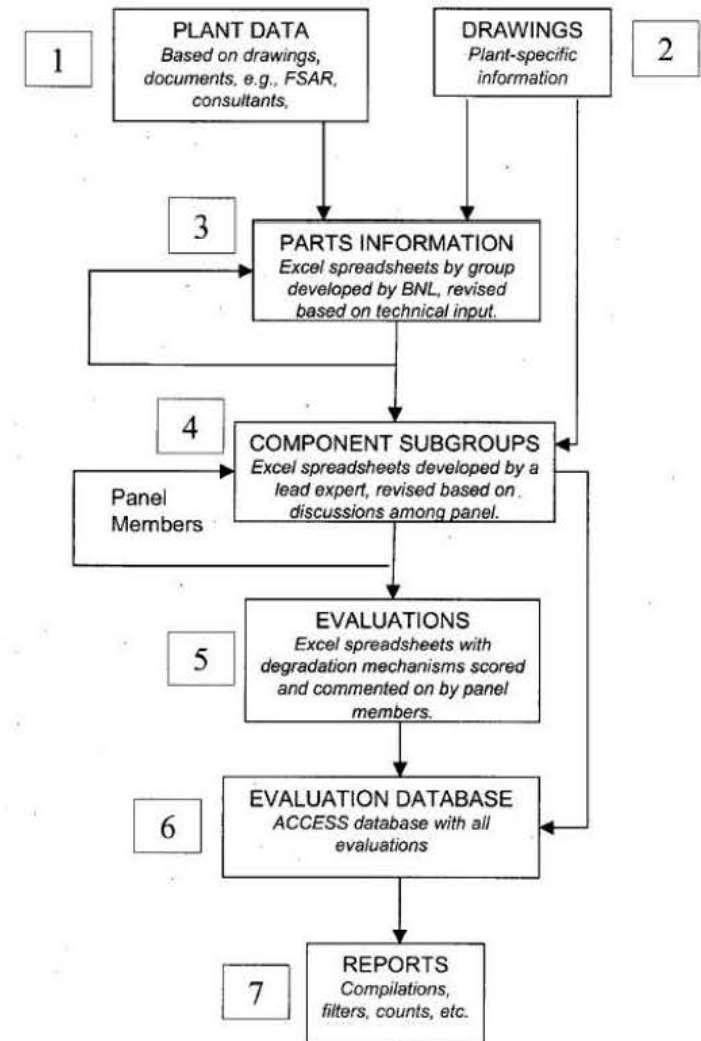 1
PLANT DATA
Based on drawings,
documents, e.g., FSAR,
consultants,
DRAWINGS
Plant-specific
information
2
3
PARTS INFORMATION
Excel spreadsheets by group
developed by BNL, revised
based on technical input.
4
COMPONENT SUBGROUPS
Excel spreadsheets developed by a
lead expert, revised based on
discussions among panel.
Panel
Members
5
EVALUATIONS
Excel spreadsheets with
degradation mechanisms scored
and commented on by panel
members.
6
EVALUATION DATABASE
ACCESS database with all
evaluations
7
REPORTS
Compilations,
filters, counts, etc.